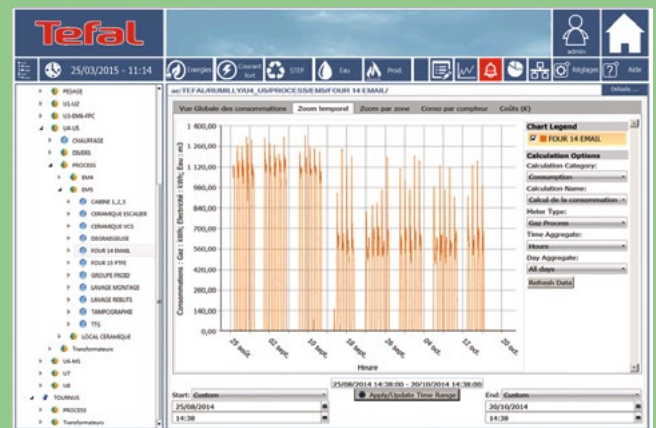 Tefal
admin
25/03/2015 - 11:14
Energies
Courant fort
STEP
Eau
Prod.
Réglages
Aide
ae:TEFAL/RUMILLY/U4_U5/PROCESS/EM5/FOUR 14 EMAIL/
Détails ...
PESAGE
U1-U2
U3-EM6-FPC
U4-U5
CHAUFFAGE
DIVERS
PROCESS
EM4
EM5
CABINE 1,2,3
CERAMIQUE ESCALIER
CERAMIQUE VCS
DEGRAISSEUSE
FOUR 14 EMAIL
FOUR 15 PTFE
GROUPE FROID
LAVAGE MONTAGE
LAVAGE REBUTS
TAMPOGRAPHIE
TTS
LOCAL CERAMIQUE
Transformateurs
U6-M1
U7
U8
TOURNUS
PROCESS
Transformateurs
Vue Globale des consommations
Zoom temporel
Zoom par zone
Conso par compteur
Coûts (€)
Consommations : Gaz : kWh; Electricité : kWh; Eau : m3
1 400,00
1 260,00
1 120,00
980,00
840,00
700,00
560,00
420,00
280,00
140,00
0,00
25 août
02 sept.
10 sept.
18 sept.
26 sept.
04 oct.
12 oct.
20 oct.
Heure
Chart Legend
FOUR 14 EMAIL
Calculation Options
Calculation Category:
Consumption
Calculation Name:
Calcul de la consommation
Meter Type:
Gaz Process
Time Aggregate:
Hours
Day Aggregate:
All days
Refresh Data
25/08/2014 14:38:00 - 20/10/2014 14:38:00
Start: Custom
Apply/Update Time Range
End: Custom
25/08/2014
20/10/2014
14:38
14:38